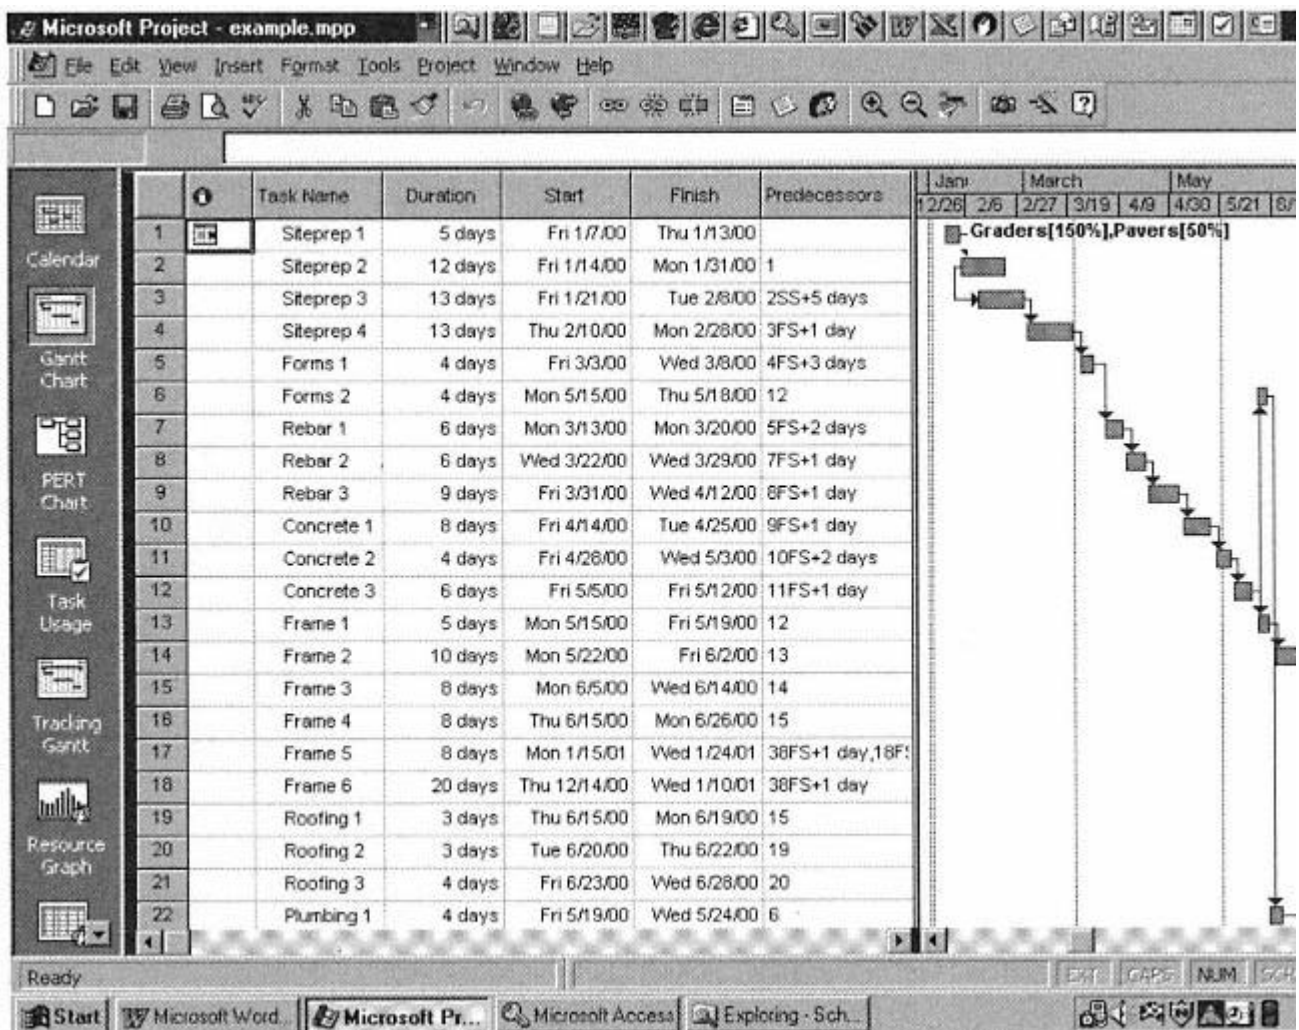 Microsoft Project - example.mpp
File Edit View Insert Format Tools Project Window Help
Task Name Duration Start Finish Predecessors
March May
2/6 2/27 3/19 4/9 4/30 5/21
1 Siteprep 1 5 days Fri 1/7/00 Thu 1/13/00
Graders[150%],Pavers[50%]
2 Siteprep 2 12 days Fri 1/14/00 Mon 1/31/00 1
3 Siteprep 3 13 days Fri 1/21/00 Tue 2/8/00 2SS+5 days
4 Siteprep 4 13 days Thu 2/10/00 Mon 2/28/00 3FS+1 day
5 Forms 1 4 days Fri 3/3/00 Wed 3/8/00 4FS+3 days
6 Forms 2 4 days Mon 5/15/00 Thu 5/18/00 12
7 Rebar 1 6 days Mon 3/13/00 Mon 3/20/00 5FS+2 days
8 Rebar 2 6 days Wed 3/22/00 Wed 3/29/00 7FS+1 day
9 Rebar 3 9 days Fri 3/31/00 Wed 4/12/00 8FS+1 day
10 Concrete 1 8 days Fri 4/14/00 Tue 4/25/00 9FS+1 day
11 Concrete 2 4 days Fri 4/28/00 Wed 5/3/00 10FS+2 days
12 Concrete 3 6 days Fri 5/5/00 Fri 5/12/00 11FS+1 day
13 Frame 1 5 days Mon 5/15/00 Fri 5/19/00 12
14 Frame 2 10 days Mon 5/22/00 Fri 6/2/00 13
15 Frame 3 8 days Mon 6/5/00 Wed 6/14/00 14
16 Frame 4 8 days Thu 6/15/00 Mon 6/26/00 15
17 Frame 5 8 days Mon 1/15/01 Wed 1/24/01 38FS+1 day,18FS
18 Frame 6 20 days Thu 12/14/00 Wed 1/10/01 38FS+1 day
19 Roofing 1 3 days Thu 6/15/00 Mon 6/19/00 15
20 Roofing 2 3 days Tue 6/20/00 Thu 6/22/00 19
21 Roofing 3 4 days Fri 6/23/00 Wed 6/28/00 20
22 Plumbing 1 4 days Fri 5/19/00 Wed 5/24/00 6
Calendar
Gantt
Chart
PERT
Chart
Task
Usage
Tracking
Gantt
Resource
Graph
Ready
EXT CAPS NUM
Start Microsoft Word... Microsoft Pr... Microsoft Access Exploring - Sch...